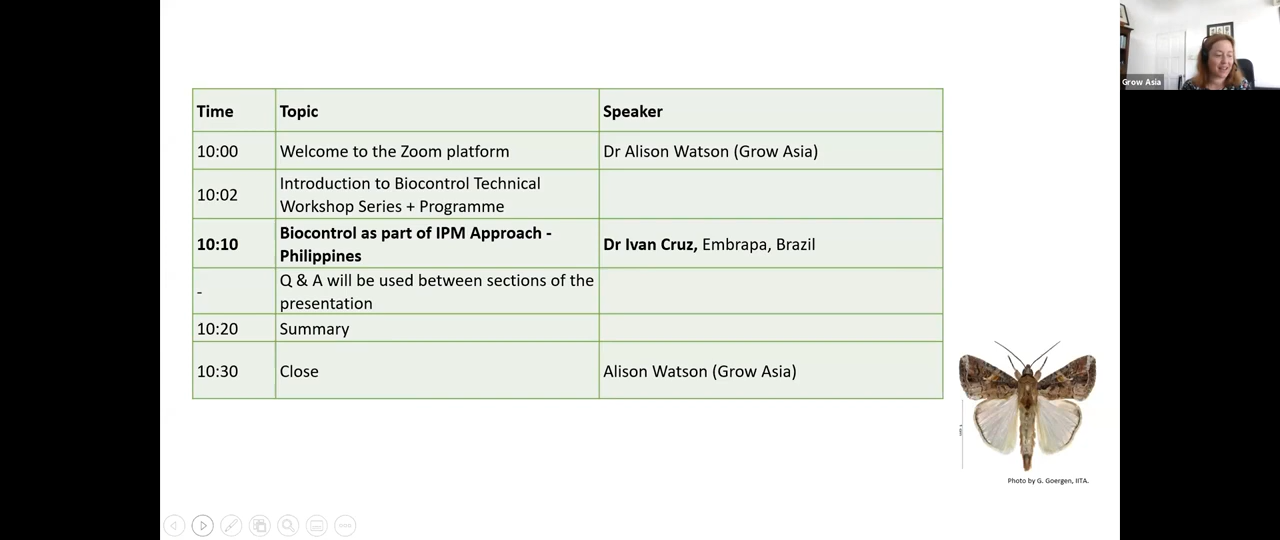 Grow Asia
Time Topic Speaker
10:00 Welcome to the Zoom platform Dr Alison Watson (Grow Asia)
10:02 Introduction to Biocontrol Technical
Workshop Series + Programme
10:10 Biocontrol as part of IPM Approach -
Philippines Dr Ivan Cruz, Embrapa, Brazil
- Q & A will be used between sections of the
presentation
10:20 Summary
10:30 Close Alison Watson (Grow Asia)
Photo by G. Goergen, IITA.